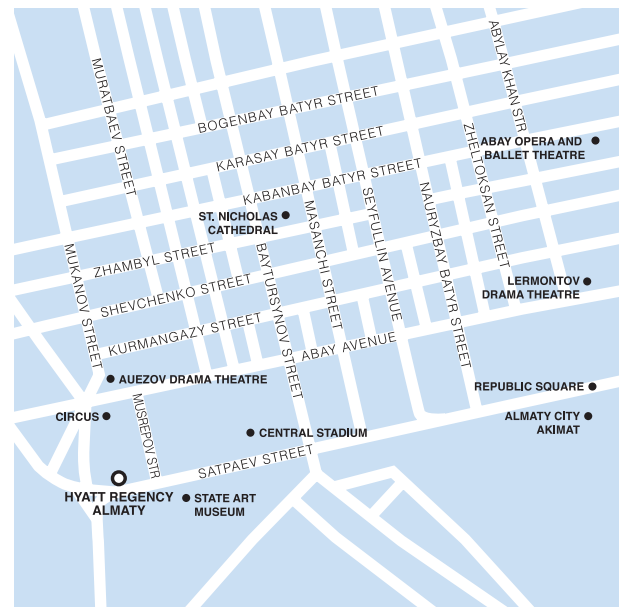 ABYLAY KHAN STR
MURATBAEV STREET
BOGENBAY BATYR STREET
KARASAY BATYR STREET
ZHELTOKSAN STREET
ABAY OPERA AND
BALLET THEATRE
KABANBAY BATYR STREET
SEYFULLIN AVENUE
NAURYZBAY BATYR STREET
MASANCHI STREET
ST. NICHOLAS
CATHEDRAL
ZHAMBYL STREET
BAYTURSYNOV STREET
MUKANOV STREET
SHEVCHENKO STREET
LERMONTOV
DRAMA THEATRE
KURMANGAZY STREET
ABAY AVENUE
AUEZOV DRAMA THEATRE
REPUBLIC SQUARE
MUSREPOV STR
CIRCUS
ALMATY CITY
AKIMAT
CENTRAL STADIUM
SATPAEV STREET
HYATT REGENCY
ALMATY
STATE ART
MUSEUM